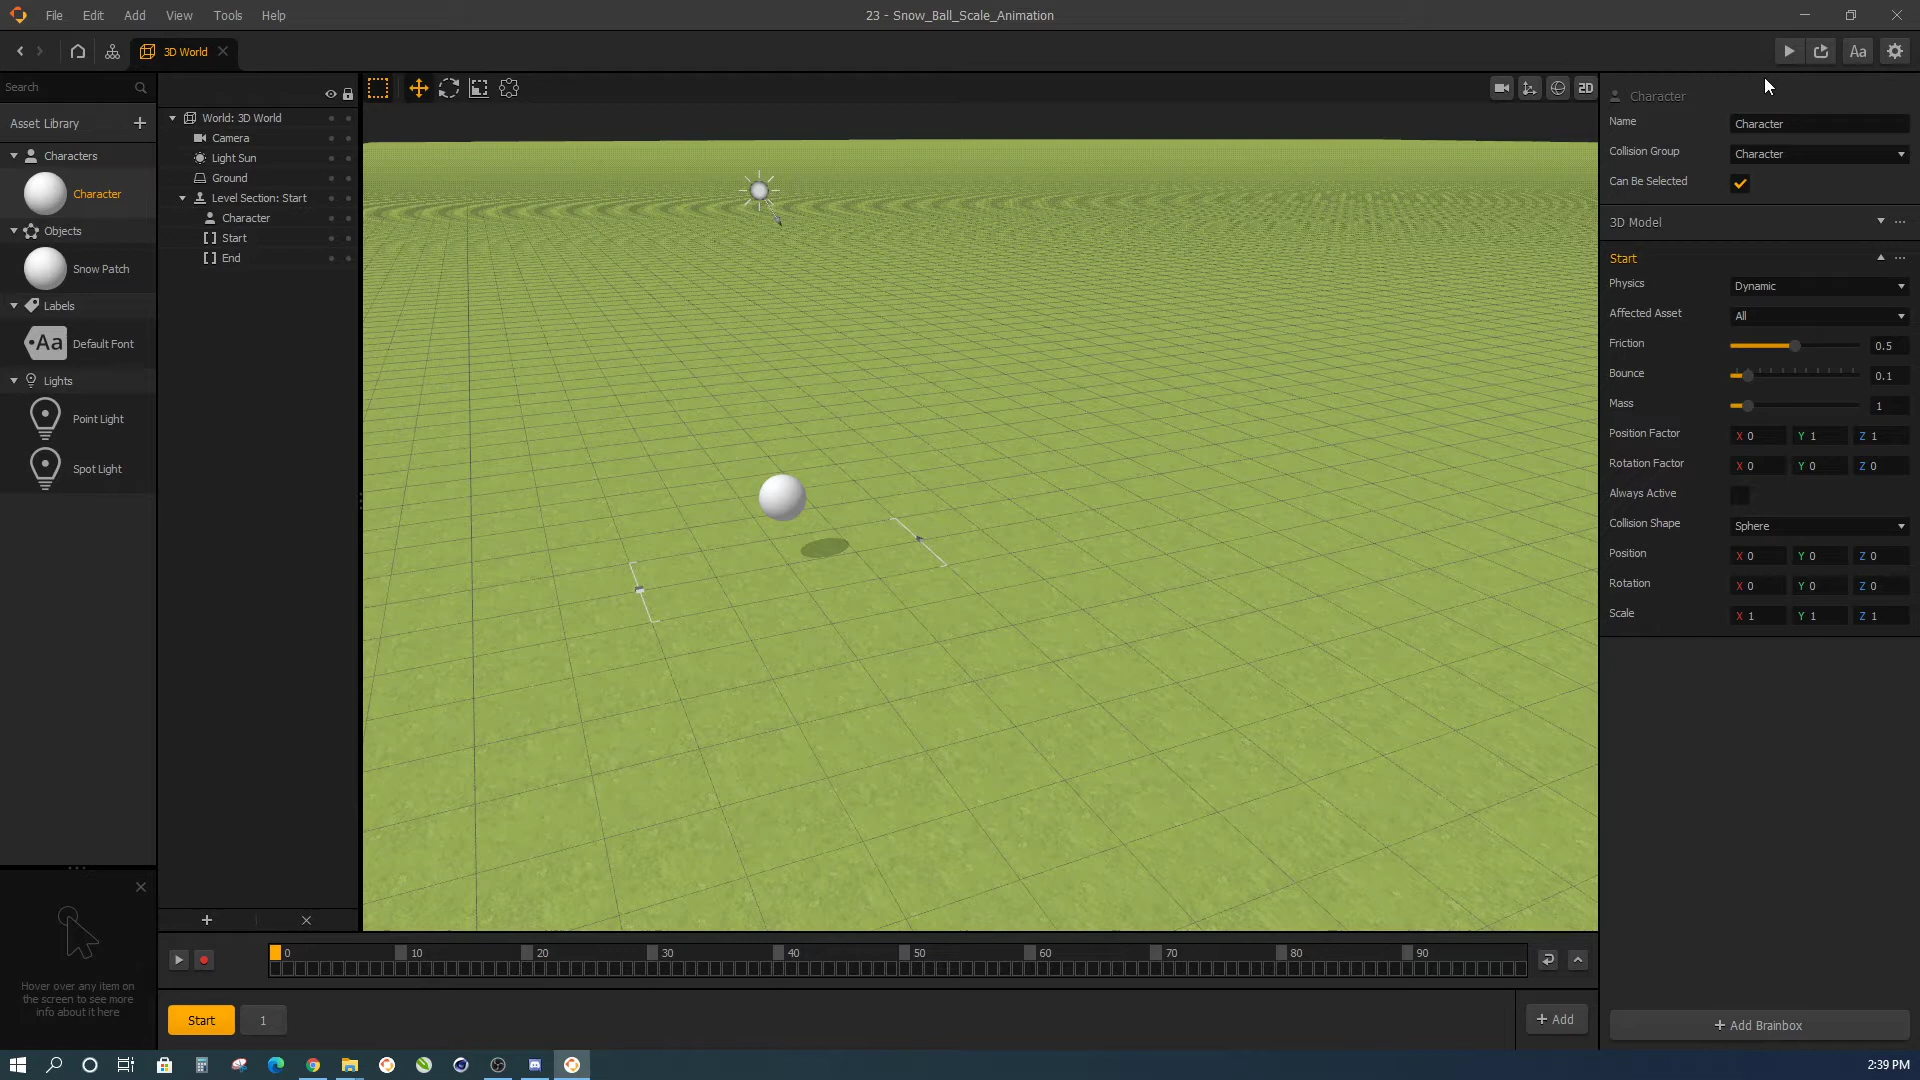 File Edit Add View Tools Help
23 - Snow_Ball_Scale_Animation
3D World
Aa
Search
Asset Library
Characters
Character
Objects
Snow Patch
Labels
Aa Default Font
Lights
Point Light
Spot Light
Hover over any item on
the screen to see more
info about it here
World: 3D World
Camera
Light Sun
Ground
Level Section: Start
Character
Start
End
2D
Character
Name Character
Collision Group Character
Can Be Selected
3D Model
Start
Physics Dynamic
Affected Asset All
Friction 0.5
Bounce 0.1
Mass 1
Position Factor X 0 Y 1 Z 1
Rotation Factor X 0 Y 0 Z 0
Always Active
Collision Shape Sphere
Position X 0 Y 0 Z 0
Rotation X 0 Y 0 Z 0
Scale X 1 Y 1 Z 1
+ Add Brainbox
0 10 20 30 40 50 60 70 80 90
Start 1
+ Add
2:39 PM